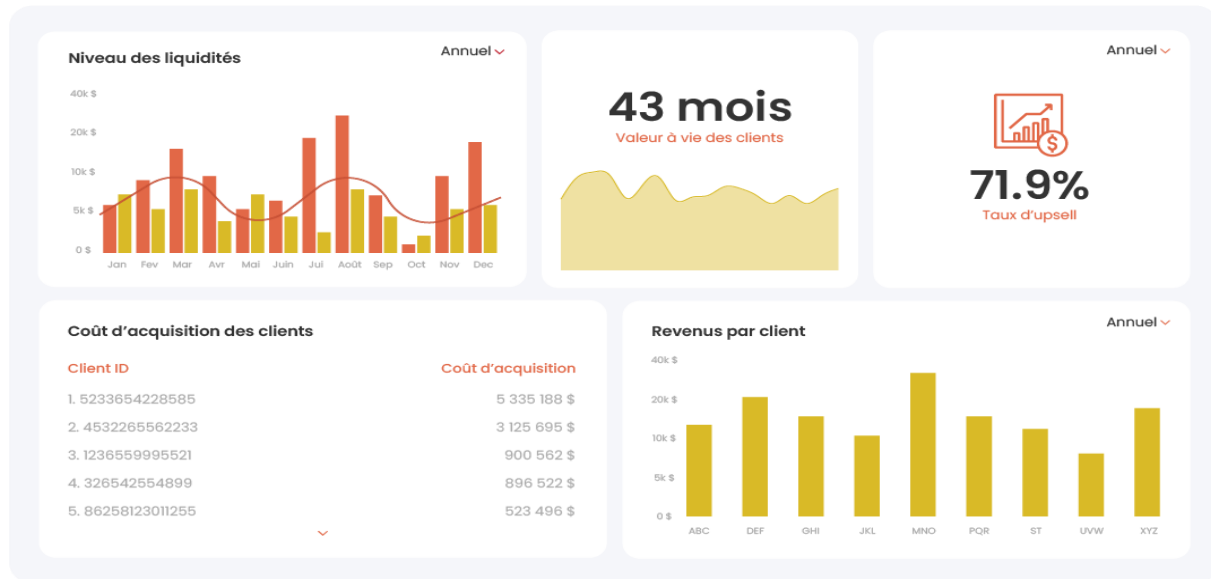 Niveau des liquidités
Annuel
40k $
20k $
10k $
5k $
0 $
Jan Fev Mar Avr Mai Juin Jui Août Sep Oct Nov Dec
43 mois
Valeur à vie des clients
Annuel
$
71.9%
Taux d'upsell
Coût d'acquisition des clients
Client ID Coût d'acquisition
1. 5233654228585 5 335 188 $
2. 4532265562233 3 125 695 $
3. 1236559995521 900 562 $
4. 326542554899 896 522 $
5. 86258123011255 523 496 $
Revenus par client
Annuel
40k $
20k $
10k $
5k $
0 $
ABC DEF GHI JKL MNO PQR ST UVW XYZ